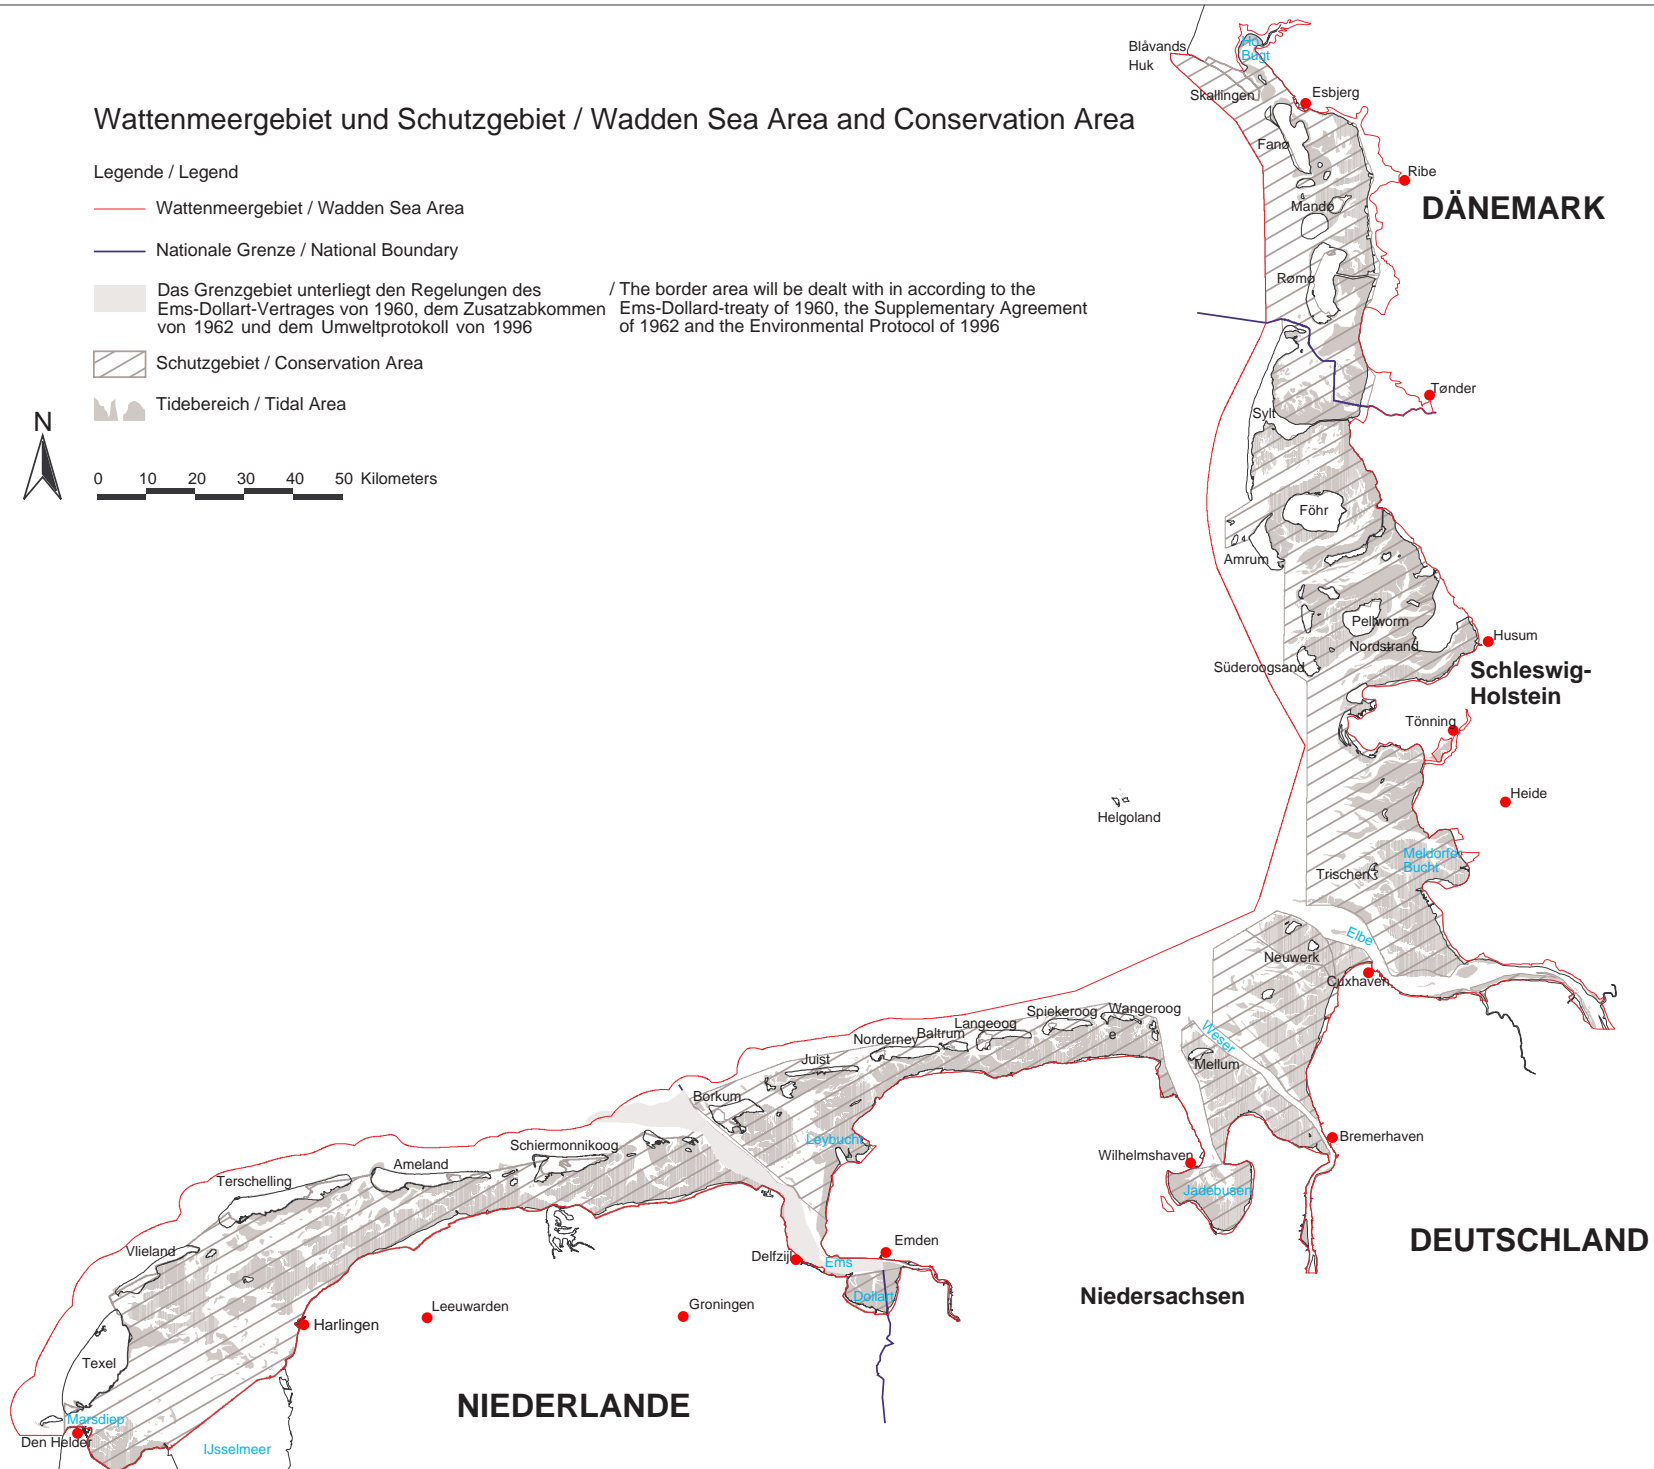 Wattenmeergebiet und Schutzgebiet / Wadden Sea Area and Conservation Area
Legende / Legend
Wattenmeergebiet / Wadden Sea Area
Nationale Grenze / National Boundary
Das Grenzgebiet unterliegt den Regelungen des
Ems-Dollart-Vertrages von 1960, dem Zusatzabkommen
von 1962 und dem Umweltprotokoll von 1996
/ The border area will be dealt with in according to the
Ems-Dollard-treaty of 1960, the Supplementary Agreement
of 1962 and the Environmental Protocol of 1996
Schutzgebiet / Conservation Area
Tidebereich / Tidal Area
N
0 10 20 30 40 50 Kilometers
Blåvands
Huk
Ho
Bugt
Skallingen
Esbjerg
Fanø
Ribe
Mandø
DÄNEMARK
Rømø
Tønder
Sylt
Föhr
Amrum
Pellworm
Nordstrand
Husum
Süderoogsand
Schleswig-
Holstein
Tönning
Heide
Helgoland
Meldorfer
Bucht
Trischen
Elbe
Neuwerk
Cuxhaven
Spiekeroog
Wangeroog
e
Langeoog
Baltrum
Norderney
Juist
Weser
Mellum
Borkum
Leybucht
Bremerhaven
Wilhelmshaven
Jadebusen
Schiermonnikoog
Ameland
Terschelling
Vlieland
Delfzijl
Ems
Emden
Dollart
DEUTSCHLAND
Niedersachsen
Groningen
Leeuwarden
Harlingen
Texel
NIEDERLANDE
Marsdiep
Den Helder
IJsselmeer